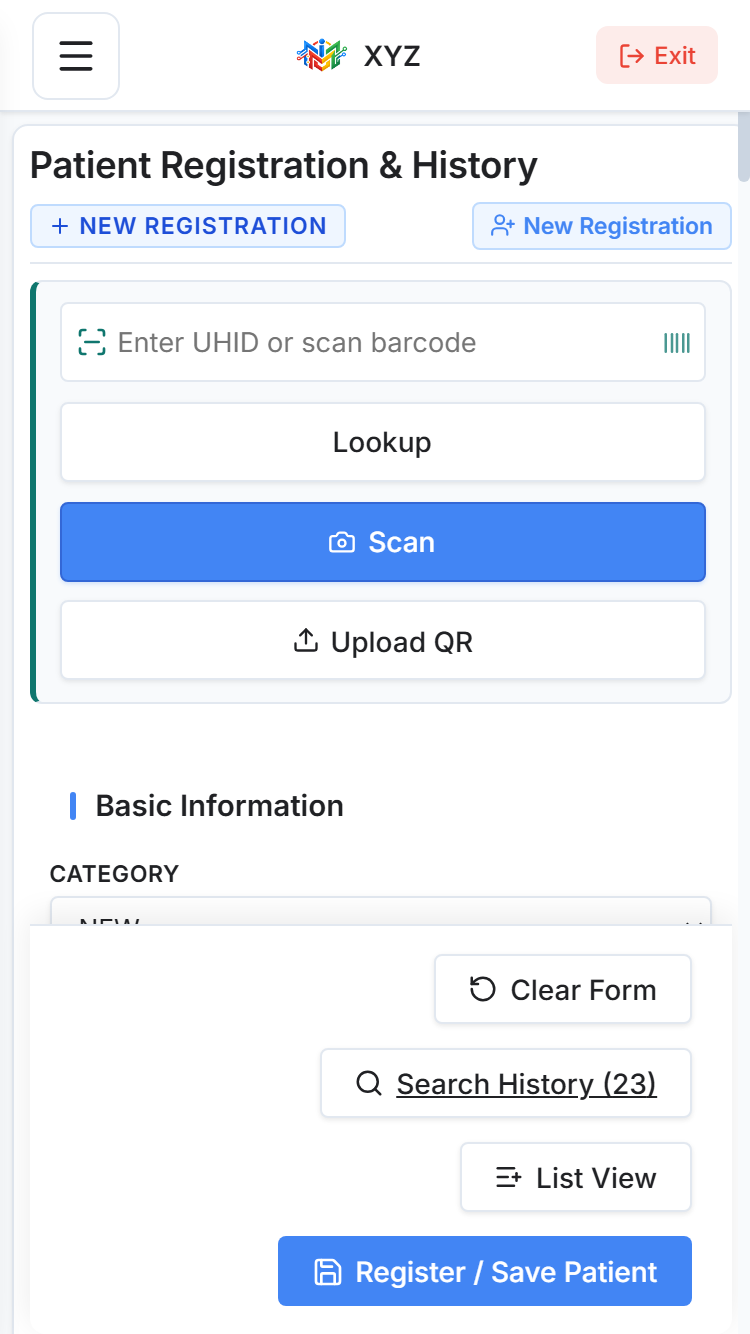 XYZ
Exit
Patient Registration & History
+ NEW REGISTRATION
New Registration
Enter UHID or scan barcode
Lookup
Scan
Upload QR
Basic Information
CATEGORY
NEW
Clear Form
Search History (23)
List View
Register / Save Patient